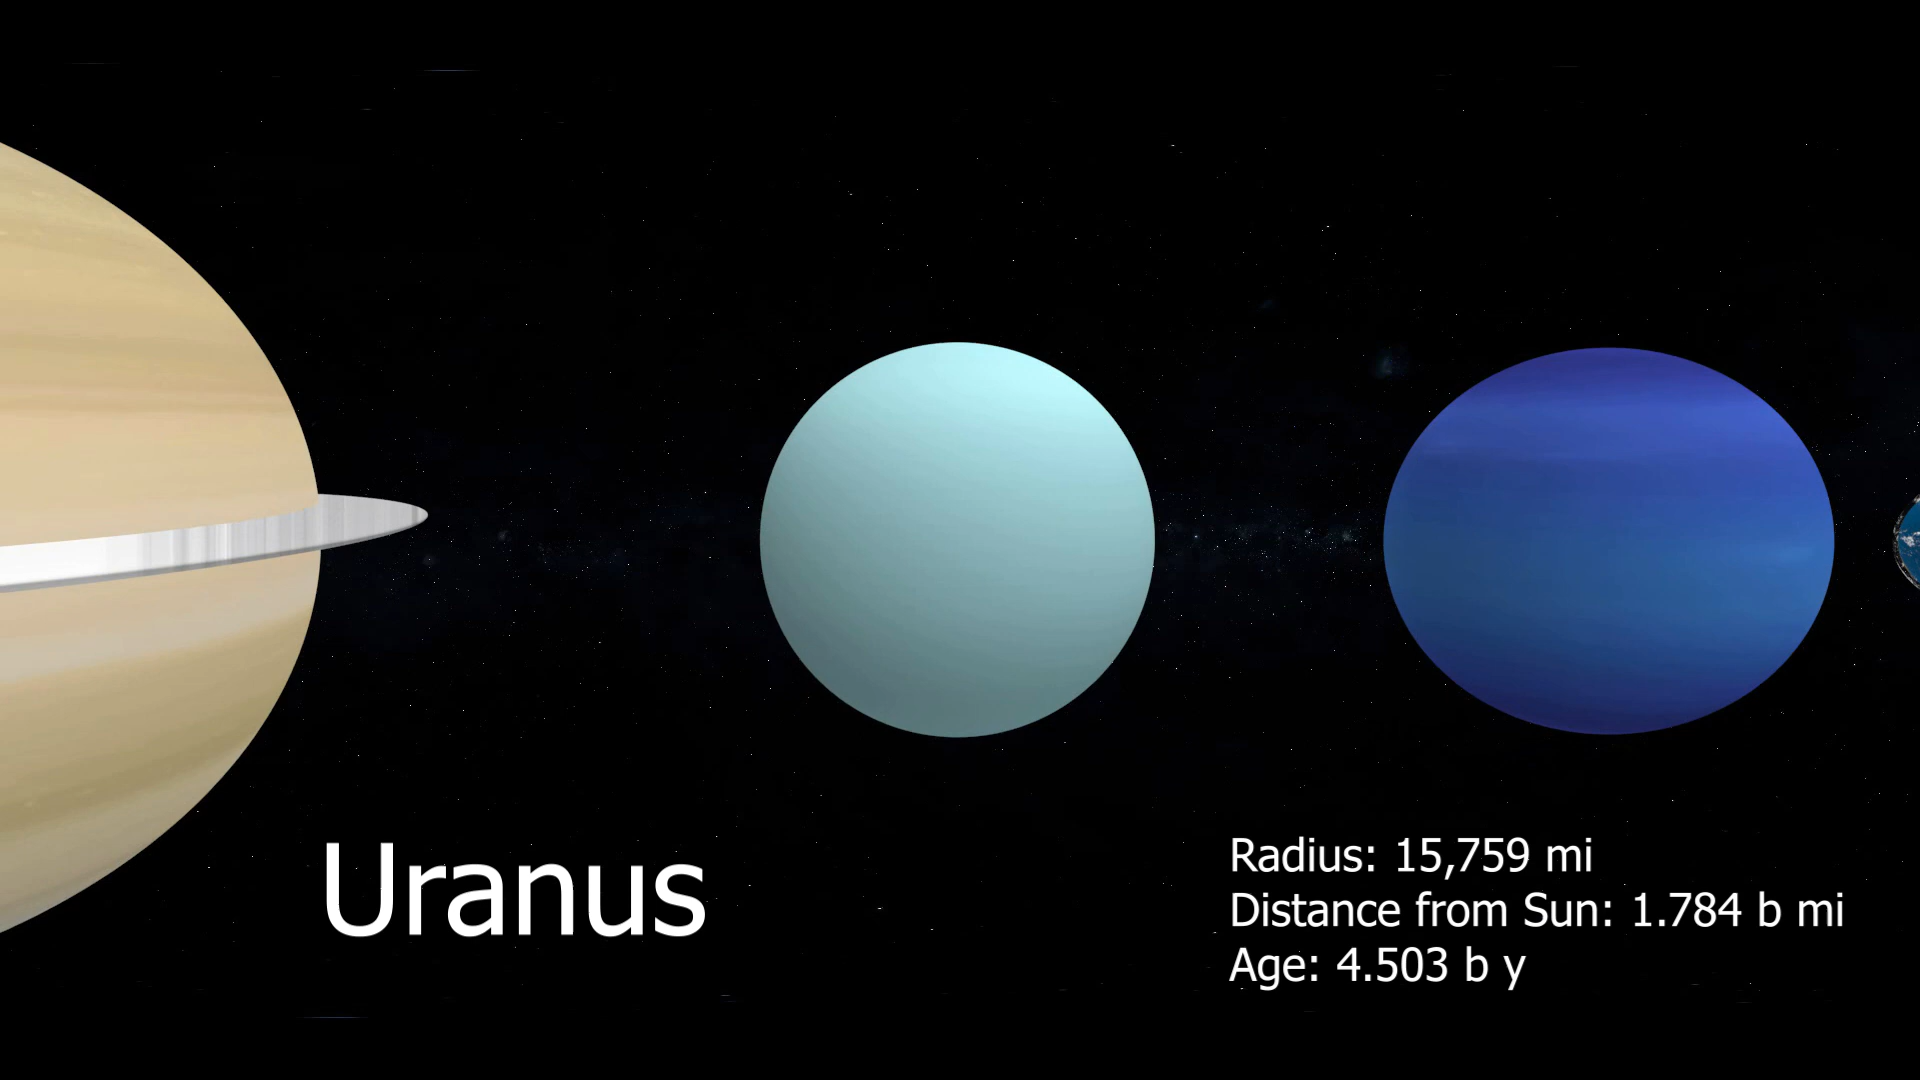 Uranus
Radius: 15,759 mi
Distance from Sun: 1.784 b mi
Age: 4.503 b y